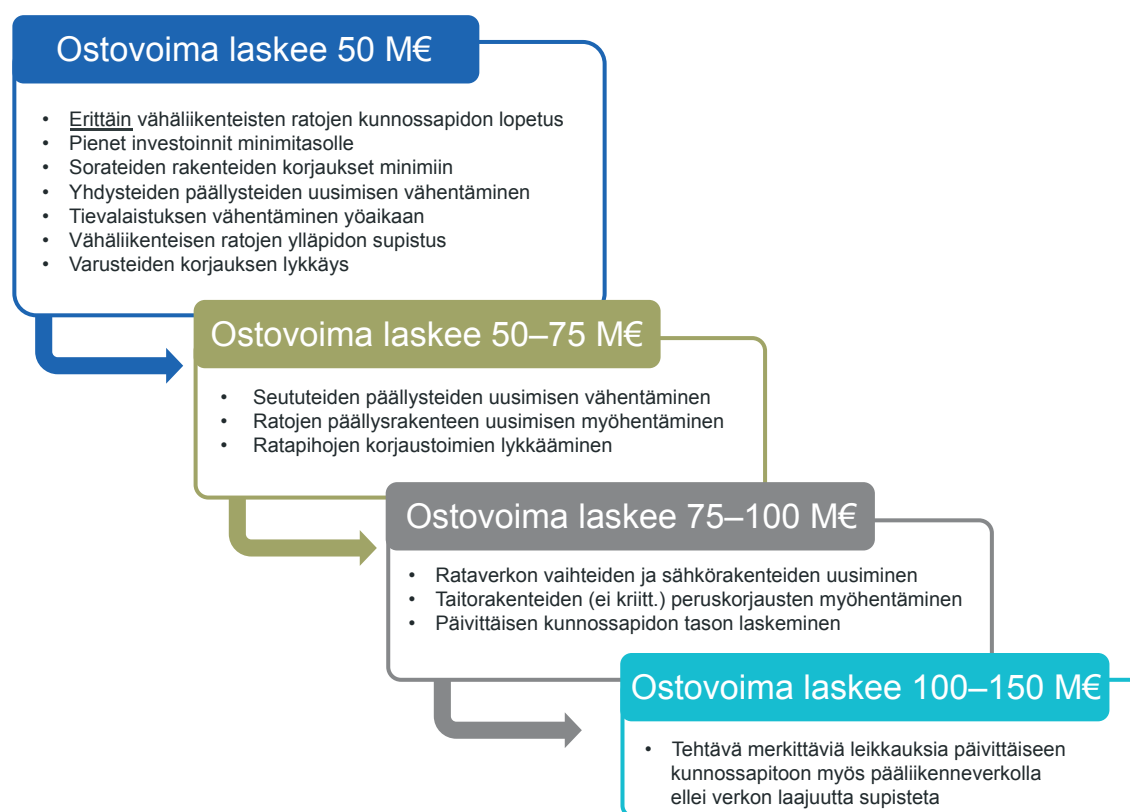 Ostovoima laskee 50 M€
• Erittäin vähäliikenteisten ratojen kunnossapidon lopetus
• Pienet investoinnit minimitasolle
• Sorateiden rakenteiden korjaukset minimiin
• Yhdysteiden päällysteiden uusimisen vähentäminen
• Tievalaistuksen vähentäminen yöaikaan
• Vähäliikenteisen ratojen ylläpidon supistus
• Varusteiden korjauksen lykkäys
Ostovoima laskee 50–75 M€
• Seututeiden päällysteiden uusimisen vähentäminen
• Ratojen päällysrakenteen uusimisen myöhentäminen
• Ratapihojen korjaustoimien lykkääminen
Ostovoima laskee 75–100 M€
• Rataverkon vaihteiden ja sähkörakenteiden uusiminen
• Taitorakenteiden (ei kriitt.) peruskorjausten myöhentäminen
• Päivittäisen kunnossapidon tason laskeminen
Ostovoima laskee 100–150 M€
• Tehtävä merkittäviä leikkauksia päivittäiseen
kunnossapitoon myös pääliikenneverkolla
ellei verkon laajuutta supisteta